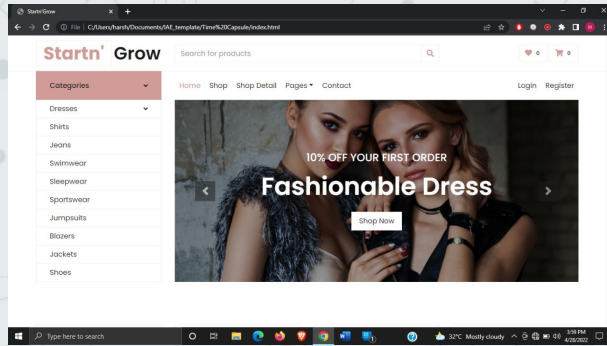 Startn'Grow
File
C:/Users/harsh/Documents/IAE_template/Time%20Capsule/index.html
Startn' Grow
Search for products
0
0
Categories
Home Shop Shop Detail Pages Contact
Login Register
Dresses
Shirts
Jeans
Swimwear
Sleepwear
Sportswear
Jumpsuits
Blazers
Jackets
Shoes
10% OFF YOUR FIRST ORDER
Fashionable Dress
Shop Now
Type here to search
32°C Mostly cloudy
3:59 PM
4/28/2022